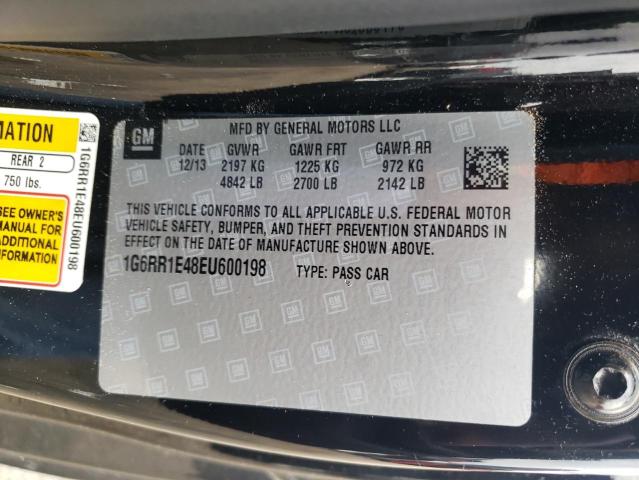 MATION
REAR 2
750 lbs.
SEE OWNER'S
MANUAL FOR
ADDITIONAL
INFORMATION
1G6RR1E48EU600198
GM
MFD BY GENERAL MOTORS LLC
DATE GVWR GAWR FRT GAWR RR
12/13 2197 KG 1225 KG 972 KG
4842 LB 2700 LB 2142 LB
THIS VEHICLE CONFORMS TO ALL APPLICABLE U.S. FEDERAL MOTOR
VEHICLE SAFETY, BUMPER, AND THEFT PREVENTION STANDARDS IN
EFFECT ON THE DATE OF MANUFACTURE SHOWN ABOVE.
1G6RR1E48EU600198 TYPE: PASS CAR